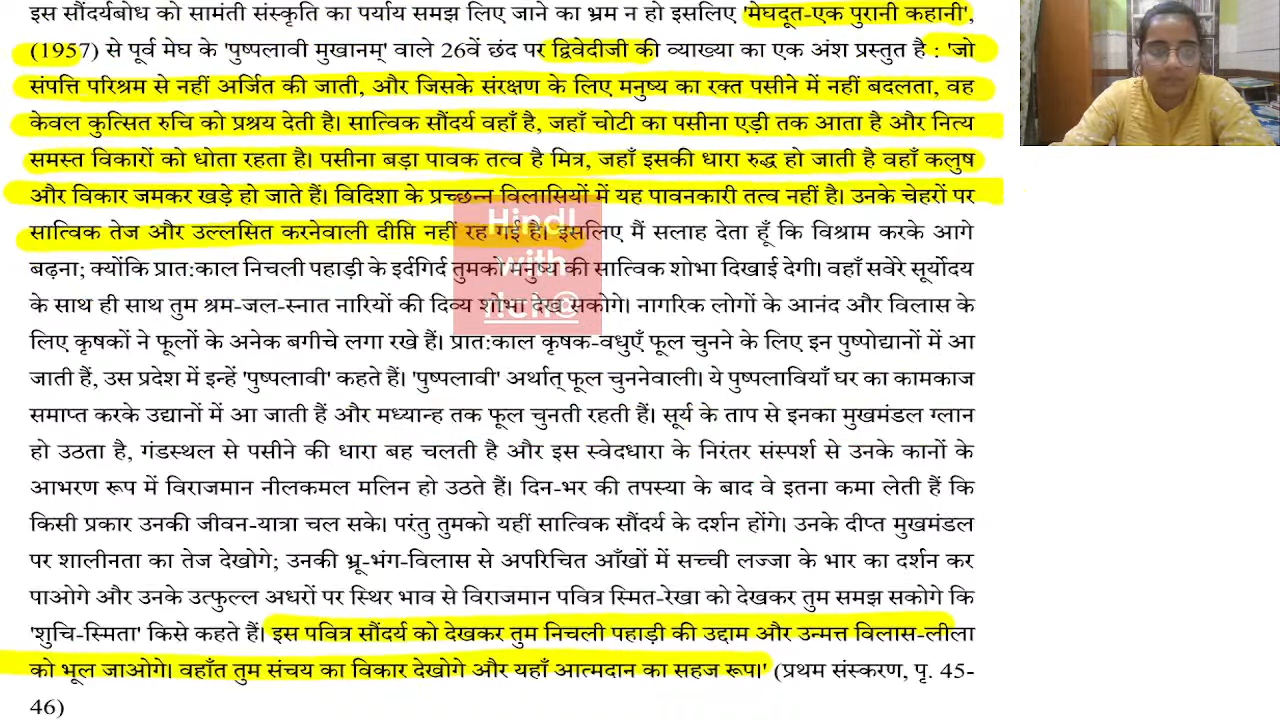 इस सौंदर्यबोध को सामंती संस्कृति का पर्याय समझ लिए जाने का भ्रम न हो इसलिए 'मेघदूत-एक पुरानी कहानी',
(1957) से पूर्व मेघ के 'पुष्पलावी मुखानम्' वाले 26वें छंद पर द्विवेदीजी की व्याख्या का एक अंश प्रस्तुत है : 'जो
संपत्ति परिश्रम से नहीं अर्जित की जाती, और जिसके संरक्षण के लिए मनुष्य का रक्त पसीने में नहीं बदलता, वह
केवल कुत्सित रुचि को प्रश्रय देती है। सात्विक सौंदर्य वहाँ है, जहाँ चोटी का पसीना एड़ी तक आता है और नित्य
समस्त विकारों को धोता रहता है। पसीना बड़ा पावक तत्व है मित्र, जहाँ इसकी धारा रुद्ध हो जाती है वहाँ कलुष
और विकार जमकर खड़े हो जाते हैं। विदिशा के प्रच्छन्न विलासियों में यह पावनकारी तत्व नहीं है। उनके चेहरों पर
सात्विक तेज और उल्लसित करनेवाली दीप्ति नहीं रह गई है। इसलिए मैं सलाह देता हूँ कि विश्राम करके आगे
बढ़ना; क्योंकि प्रात:काल निचली पहाड़ी के इर्दगिर्द तुमको मनुष्य की सात्विक शोभा दिखाई देगी। वहाँ सवेरे सूर्योदय
के साथ ही साथ तुम श्रम-जल-स्नात नारियों की दिव्य शोभा देख सकोगे। नागरिक लोगों के आनंद और विलास के
लिए कृषकों ने फूलों के अनेक बगीचे लगा रखे हैं। प्रात:काल कृषक-वधुएँ फूल चुनने के लिए इन पुष्पोद्यानों में आ
जाती हैं, उस प्रदेश में इन्हें 'पुष्पलावी' कहते हैं। 'पुष्पलावी' अर्थात् फूल चुननेवाली। ये पुष्पलावियाँ घर का कामकाज
समाप्त करके उद्यानों में आ जाती हैं और मध्यान्ह तक फूल चुनती रहती हैं। सूर्य के ताप से इनका मुखमंडल ग्लान
हो उठता है, गंडस्थल से पसीने की धारा बह चलती है और इस स्वेदधारा के निरंतर संस्पर्श से उनके कानों के
आभरण रूप में विराजमान नीलकमल मलिन हो उठते हैं। दिन-भर की तपस्या के बाद वे इतना कमा लेती हैं कि
किसी प्रकार उनकी जीवन-यात्रा चल सके। परंतु तुमको यहीं सात्विक सौंदर्य के दर्शन होंगे। उनके दीप्त मुखमंडल
पर शालीनता का तेज देखोगे; उनकी भ्रू-भंग-विलास से अपरिचित आँखों में सच्ची लज्जा के भार का दर्शन कर
पाओगे और उनके उत्फुल्ल अधरों पर स्थिर भाव से विराजमान पवित्र स्मित-रेखा को देखकर तुम समझ सकोगे कि
'शुचि-स्मिता' किसे कहते हैं। इस पवित्र सौंदर्य को देखकर तुम निचली पहाड़ी की उद्दाम और उन्मत्त विलास-लीला
को भूल जाओगे। वहाँत तुम संचय का विकार देखोगे और यहाँ आत्मदान का सहज रूप।' (प्रथम संस्करण, पृ. 45-
46)
HindI
with